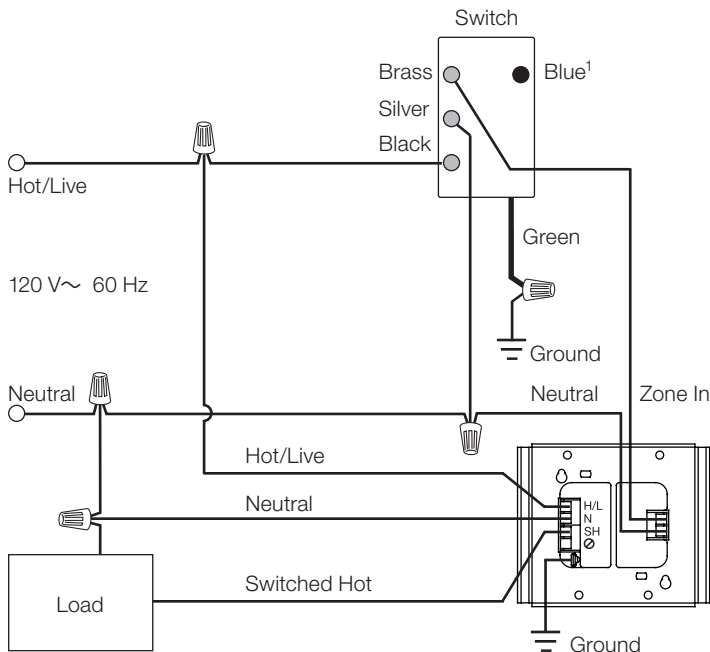 Switch
Brass
Blue¹
Silver
Black
Hot/Live
Green
120 V~ 60 Hz
Ground
Neutral
Neutral
Zone In
Hot/Live
H/L
Neutral
N
SH
Switched Hot
Load
Ground